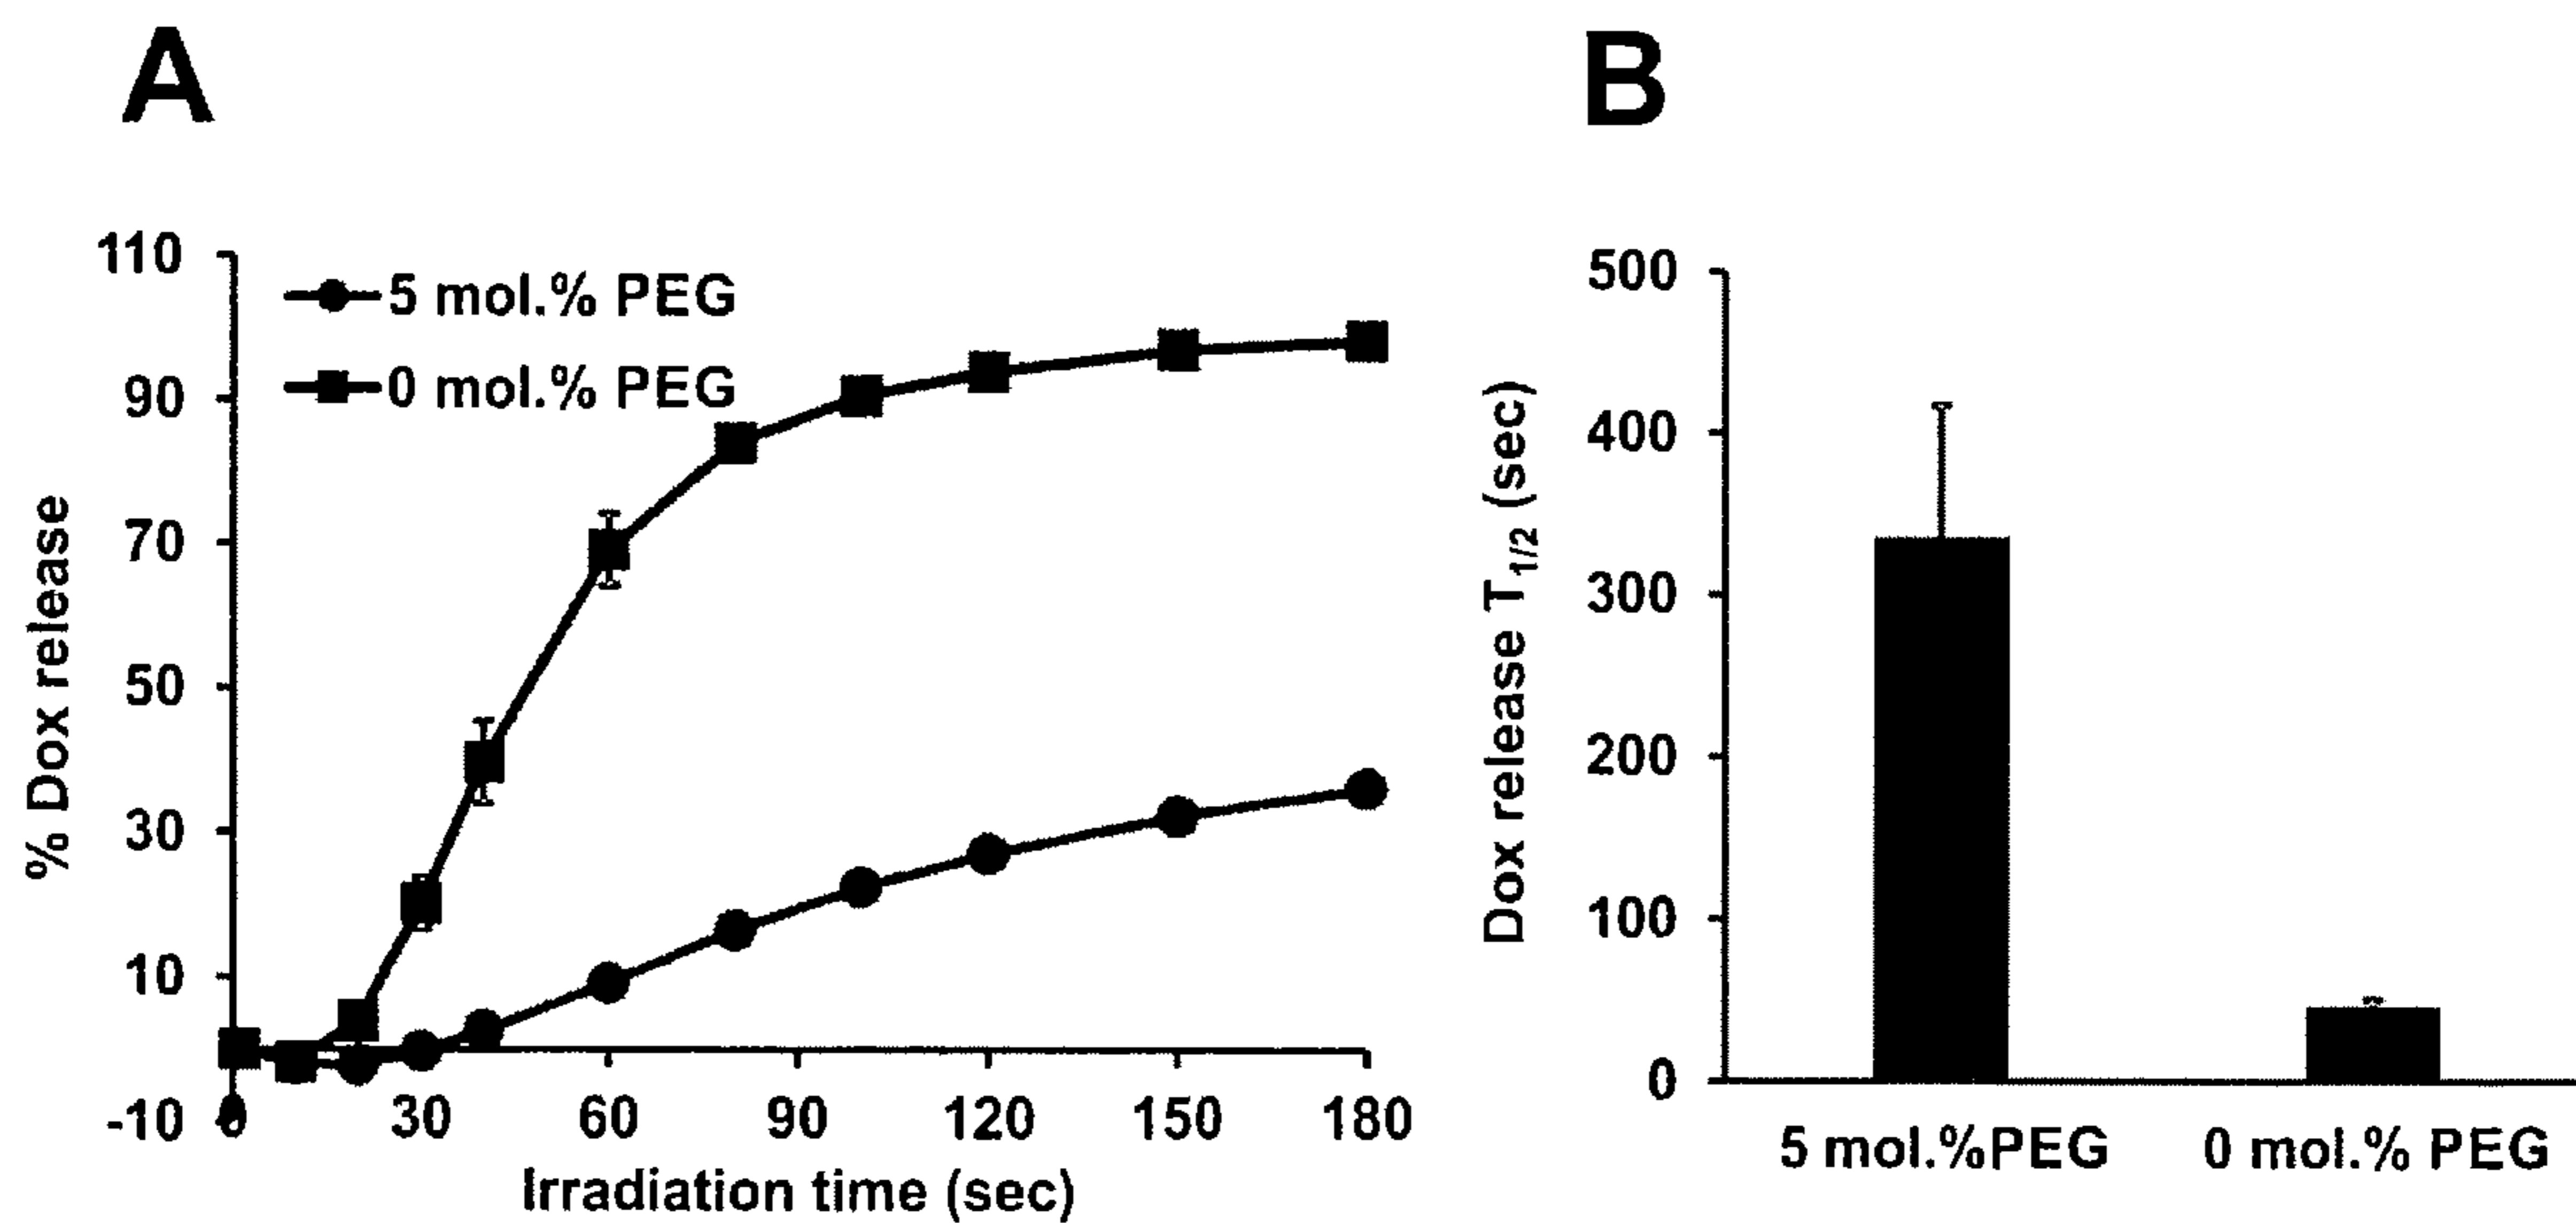 A
B
110
90
70
50
30
10
-10
% Dox release
5 mol.% PEG
0 mol.% PEG
0
30
60
90
120
150
180
Irradiation time (sec)
500
400
300
200
100
0
Dox release T1/2 (sec)
5 mol.%PEG
0 mol.% PEG